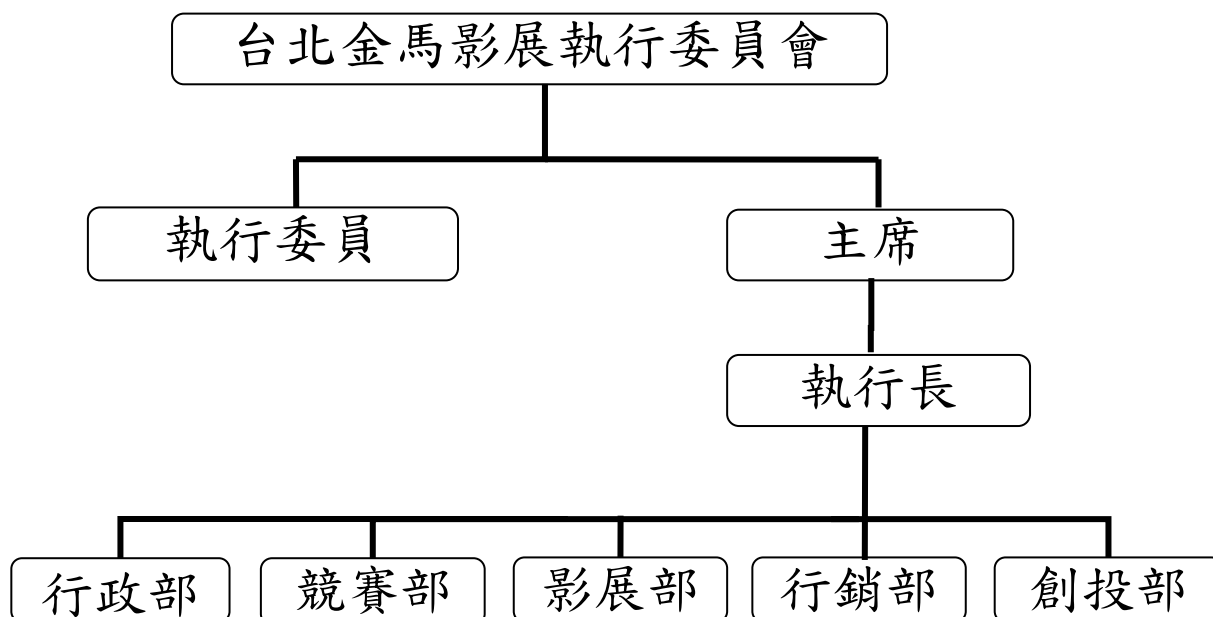 台北金馬影展執行委員會
執行委員
主席
執行長
行政部
競賽部
影展部
行銷部
創投部